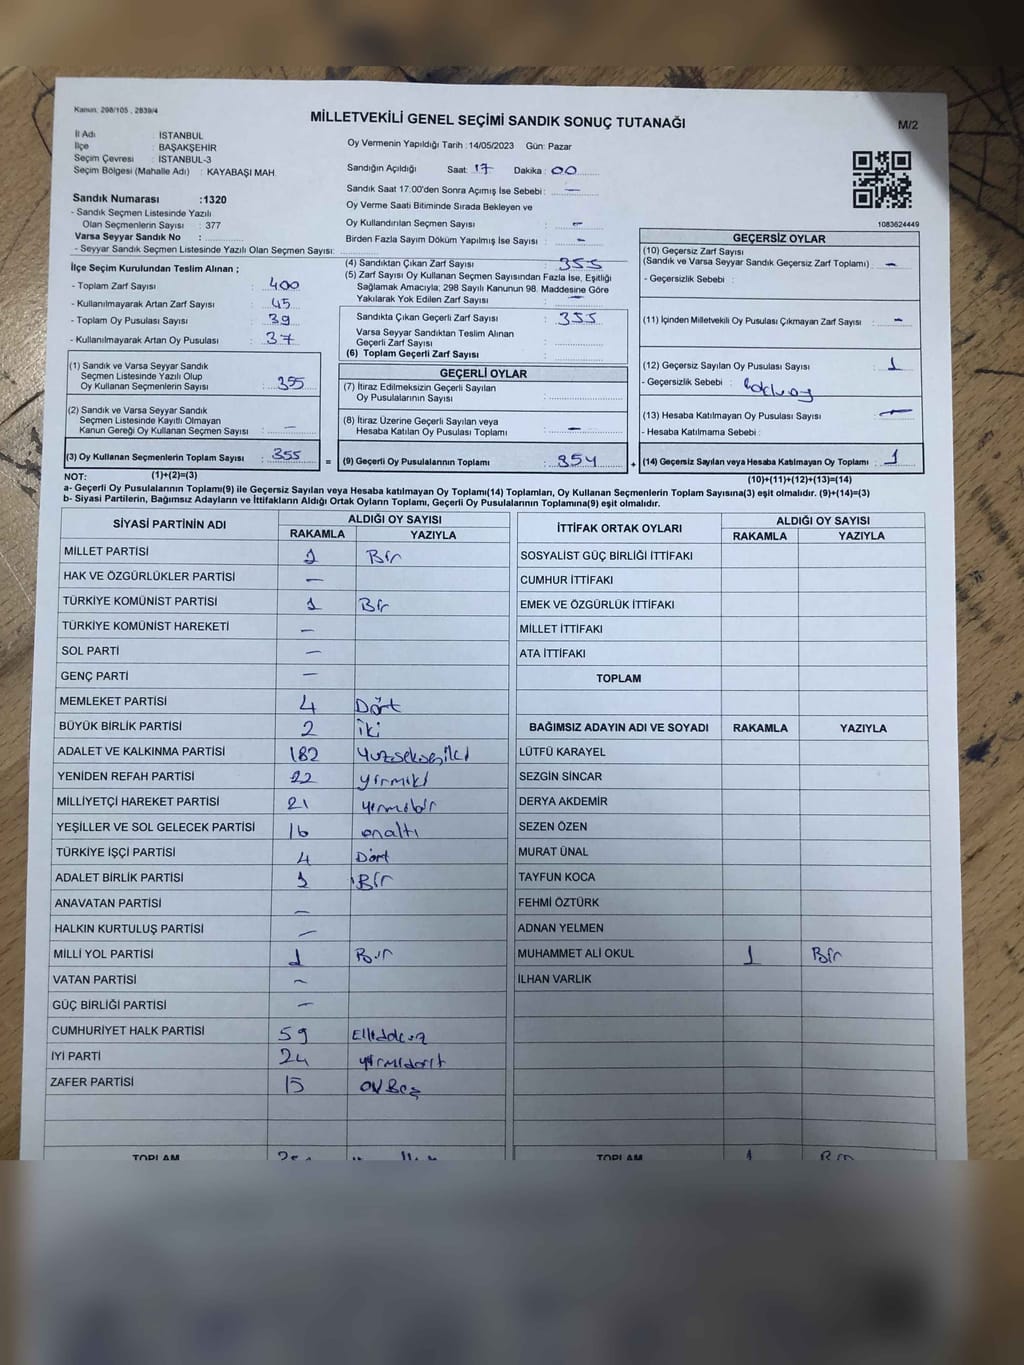 Kanun: 298/105 , 2839/4
MİLLETVEKİLİ GENEL SEÇİMİ SANDIK SONUÇ TUTANAĞI
M/2
İl Adı : İSTANBUL
İlçe : BAŞAKŞEHİR
Seçim Çevresi : İSTANBUL-3
Seçim Bölgesi (Mahalle Adı) : KAYABAŞI MAH.
Sandık Numarası :1320
- Sandık Seçmen Listesinde Yazılı
Olan Seçmenlerin Sayısı : 377
Varsa Seyyar Sandık No :
- Seyyar Sandık Seçmen Listesinde Yazılı Olan Seçmen Sayısı:
İlçe Seçim Kurulundan Teslim Alınan ;
- Toplam Zarf Sayısı : 400
- Kullanılmayarak Artan Zarf Sayısı : 45
- Toplam Oy Pusulası Sayısı : 39
- Kullanılmayarak Artan Oy Pusulası : 37
(1) Sandık ve Varsa Seyyar Sandık
Seçmen Listesinde Yazılı Olup
Oy Kullanan Seçmenlerin Sayısı : 355
(2) Sandık ve Varsa Seyyar Sandık
Seçmen Listesinde Kayıtlı Olmayan
Kanun Gereği Oy Kullanan Seçmen Sayısı : —
(3) Oy Kullanan Seçmenlerin Toplam Sayısı : 355
Oy Vermenin Yapıldığı Tarih : 14/05/2023 Gün: Pazar
Sandığın Açıldığı Saat: 17 Dakika : 00
Sandık Saat 17:00'den Sonra Açımış İse Sebebi : —
Oy Verme Saati Bitiminde Sırada Bekleyen ve
Oy Kullandırılan Seçmen Sayısı : —
Birden Fazla Sayım Döküm Yapılmış İse Sayısı : —
(4) Sandıktan Çıkan Zarf Sayısı : 355
(5) Zarf Sayısı Oy Kullanan Seçmen Sayısından Fazla İse, Eşitliği
Sağlamak Amacıyla; 298 Sayılı Kanunun 98. Maddesine Göre
Yakılarak Yok Edilen Zarf Sayısı : —
Sandıkta Çıkan Geçerli Zarf Sayısı : 355
Varsa Seyyar Sandıktan Teslim Alınan
Geçerli Zarf Sayısı :
(6) Toplam Geçerli Zarf Sayısı :
GEÇERLİ OYLAR
(7) İtiraz Edilmeksizin Geçerli Sayılan
Oy Pusulalarının Sayısı :
(8) İtiraz Üzerine Geçerli Sayılan veya
Hesaba Katılan Oy Pusulası Toplamı : —
= (9) Geçerli Oy Pusulalarının Toplamı : 354 +
1083624449
GEÇERSİZ OYLAR
(10) Geçersiz Zarf Sayısı
(Sandık ve Varsa Seyyar Sandık Geçersiz Zarf Toplamı) : —
- Geçersizlik Sebebi :
(11) İçinden Milletvekili Oy Pusulası Çıkmayan Zarf Sayısı : —
(12) Geçersiz Sayılan Oy Pusulası Sayısı : 1
- Geçersizlik Sebebi :
(13) Hesaba Katılmayan Oy Pusulası Sayısı : —
- Hesaba Katılmama Sebebi :
(14) Geçersiz Sayılan veya Hesaba Katılmayan Oy Toplamı : 1
(10)+(11)+(12)+(13)=(14)
NOT: (1)+(2)=(3)
a- Geçerli Oy Pusulalarının Toplamı(9) ile Geçersiz Sayılan veya Hesaba katılmayan Oy Toplamı(14) Toplamları, Oy Kullanan Seçmenlerin Toplam Sayısına(3) eşit olmalıdır. (9)+(14)=(3)
b- Siyasi Partilerin, Bağımsız Adayların ve İttifakların Aldığı Ortak Oyların Toplamı, Geçerli Oy Pusulalarının Toplamına(9) eşit olmalıdır.
SİYASİ PARTİNİN ADI ALDIĞI OY SAYISI
RAKAMLA YAZIYLA
MİLLET PARTİSİ 1 Bir
HAK VE ÖZGÜRLÜKLER PARTİSİ —
TÜRKİYE KOMÜNİST PARTİSİ 1 Bir
TÜRKİYE KOMÜNİST HAREKETİ —
SOL PARTİ —
GENÇ PARTİ —
MEMLEKET PARTİSİ 4 Dört
BÜYÜK BİRLİK PARTİSİ 2 iki
ADALET VE KALKINMA PARTİSİ 182 Yuzseksenİki
YENİDEN REFAH PARTİSİ 22 yirmiki
MİLLİYETÇİ HAREKET PARTİSİ 21 yirmibir
YEŞİLLER VE SOL GELECEK PARTİSİ 16 onaltı
TÜRKİYE İŞÇİ PARTİSİ 4 Dört
ADALET BİRLİK PARTİSİ 1 Bir
ANAVATAN PARTİSİ —
HALKIN KURTULUŞ PARTİSİ —
MİLLİ YOL PARTİSİ 1 Bir
VATAN PARTİSİ —
GÜÇ BİRLİĞİ PARTİSİ —
CUMHURİYET HALK PARTİSİ 59 Ellidokuz
İYİ PARTİ 24 yirmidört
ZAFER PARTİSİ 15 ONBeş
TOPLAM
İTTİFAK ORTAK OYLARI ALDIĞI OY SAYISI
RAKAMLA YAZIYLA
SOSYALİST GÜÇ BİRLİĞİ İTTİFAKI
CUMHUR İTTİFAKI
EMEK VE ÖZGÜRLÜK İTTİFAKI
MİLLET İTTİFAKI
ATA İTTİFAKI
TOPLAM
BAĞIMSIZ ADAYIN ADI VE SOYADI RAKAMLA YAZIYLA
LÜTFÜ KARAYEL
SEZGİN SİNCAR
DERYA AKDEMİR
SEZEN ÖZEN
MURAT ÜNAL
TAYFUN KOCA
FEHMİ ÖZTÜRK
ADNAN YELMEN
MUHAMMET ALİ OKUL 1 Bir
İLHAN VARLIK
TOPLAM 1 Bir